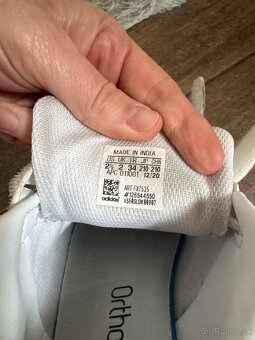 MADE IN INDIA
US UK FR JP CHN
2½ 2 34 210 210
APC 011001 12/20
ART FX7535
#126544550
adidas
Ortho